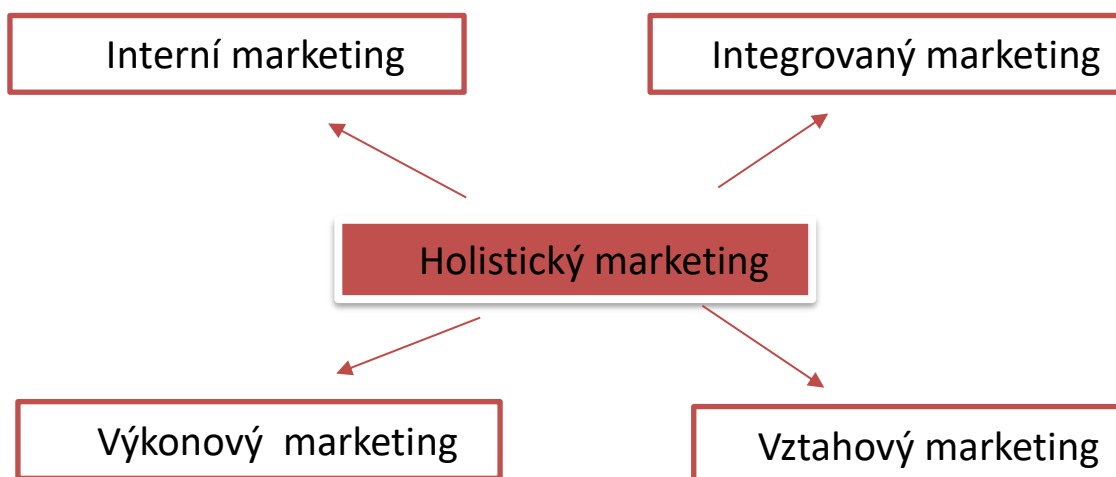 Interní marketing
Integrovaný marketing
Holistický marketing
Výkonový  marketing
Vztahový marketing